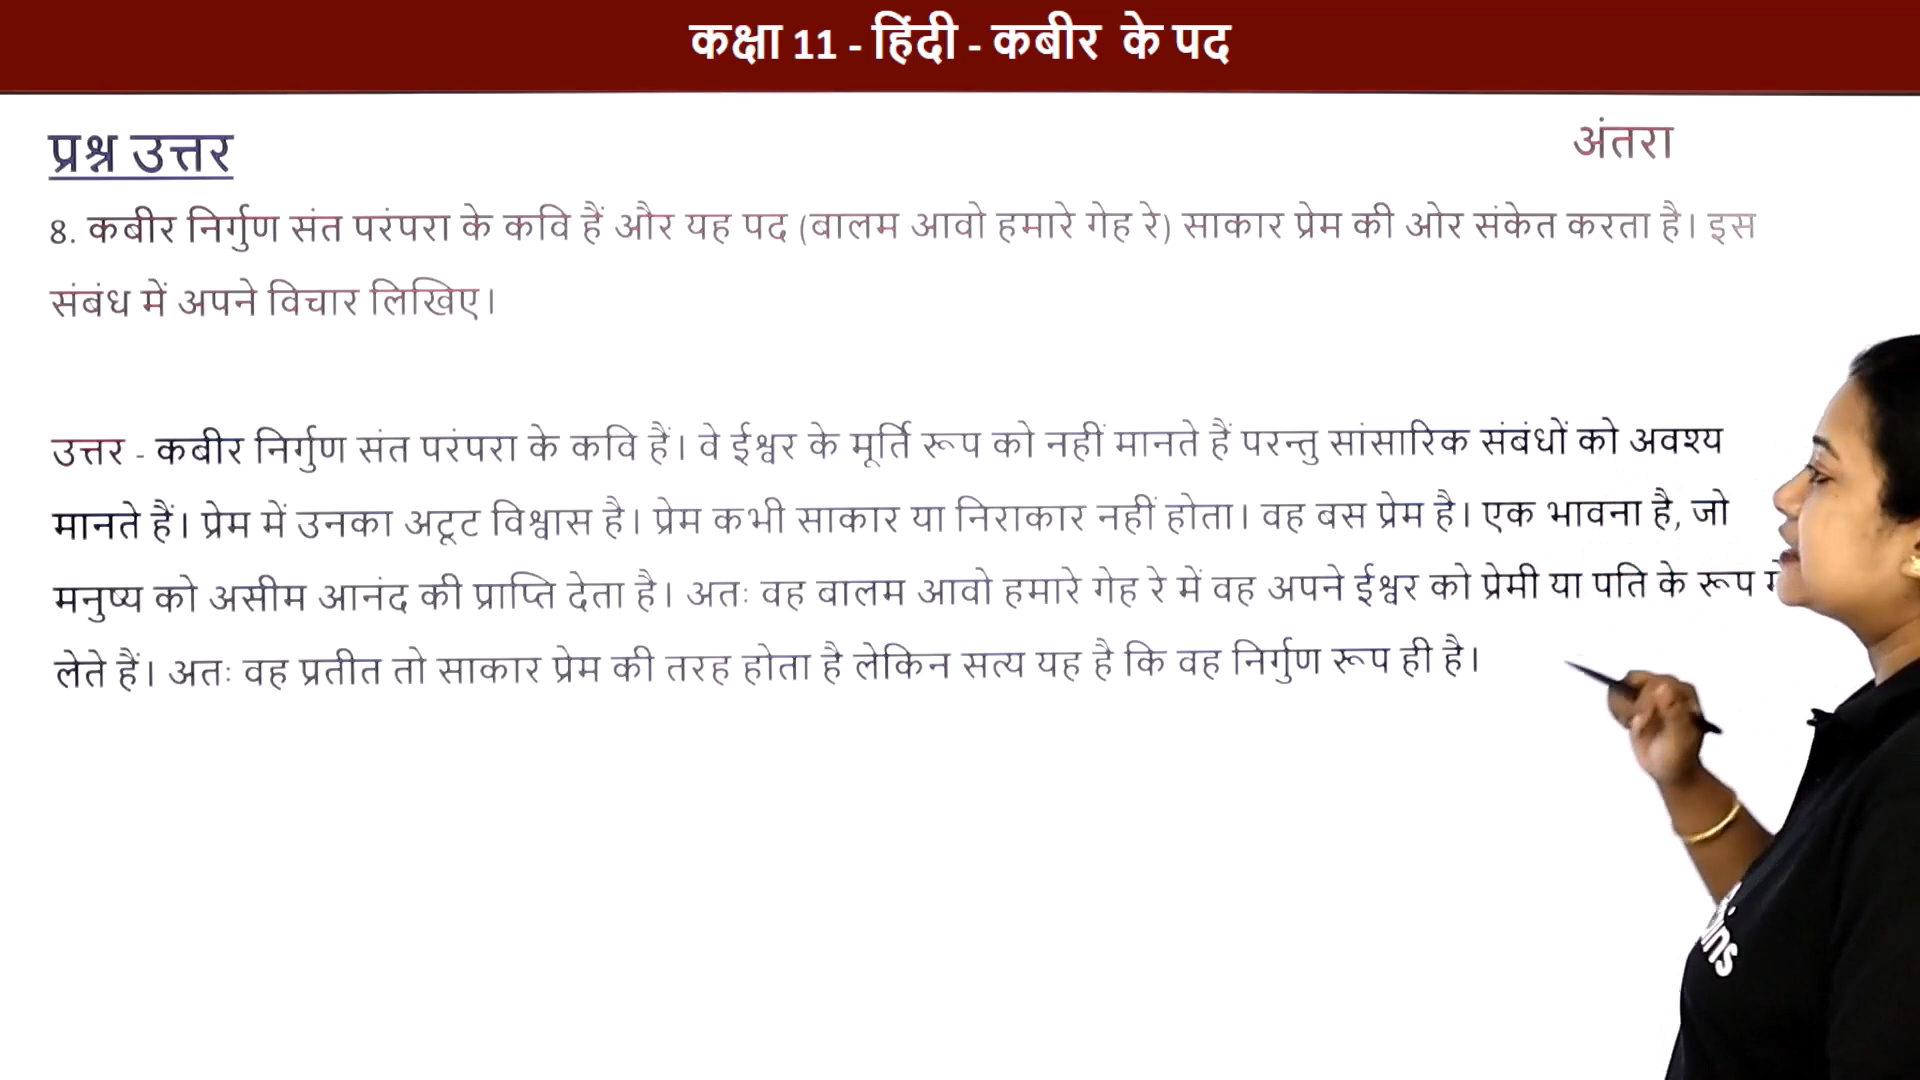 कक्षा 11 - हिंदी - कबीर के पद
प्रश्न उत्तर
अंतरा
8. कबीर निर्गुण संत परंपरा के कवि हैं और यह पद (बालम आवो हमारे गेह रे) साकार प्रेम की ओर संकेत करता है। इस
संबंध में अपने विचार लिखिए।
उत्तर - कबीर निर्गुण संत परंपरा के कवि हैं। वे ईश्वर के मूर्ति रूप को नहीं मानते हैं परन्तु सांसारिक संबंधों को अवश्य
मानते हैं। प्रेम में उनका अटूट विश्वास है। प्रेम कभी साकार या निराकार नहीं होता। वह बस प्रेम है। एक भावना है, जो
मनुष्य को असीम आनंद की प्राप्ति देता है। अतः वह बालम आवो हमारे गेह रे में वह अपने ईश्वर को प्रेमी या पति के रूप
लेते हैं। अतः वह प्रतीत तो साकार प्रेम की तरह होता है लेकिन सत्य यह है कि वह निर्गुण रूप ही है।